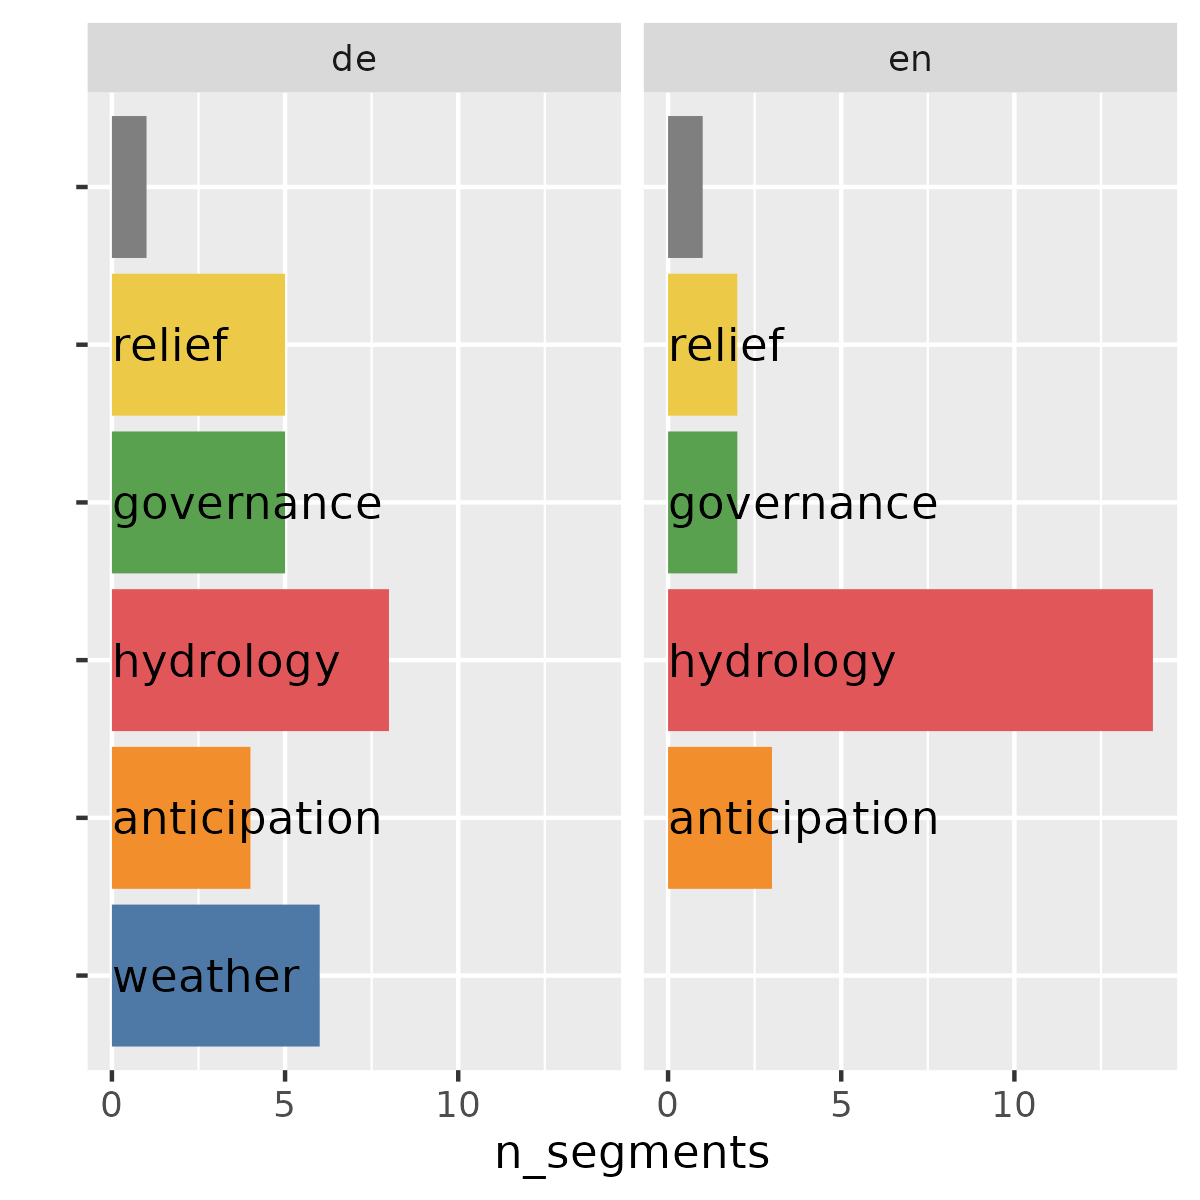 de
en
relief
relief
governance
governance
hydrology
hydrology
anticipation
anticipation
weather
0 5 10
0 5 10
n_segments